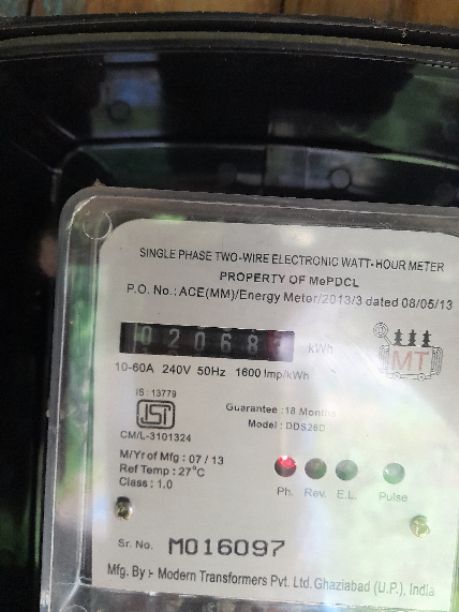 SINGLE PHASE TWO-WIRE ELECTRONIC WATT-HOUR METER
PROPERTY OF MePDCL
P.O. No.: ACE(MM)/Energy Meter/2013/3 dated 08/05/13
02068
kWh
MT
10-60A 240V 50Hz 1600 Imp/kWh
IS : 13779
ISI
CM/L-3101324
Guarantee : 18 Months
Model : DDS26D
M/Yr of Mfg : 07 / 13
Ref Temp : 27°C
Class : 1.0
Ph. Rev. E.L. Pulse
Sr. No. M016097
Mfg. By :- Modern Transformers Pvt. Ltd. Ghaziabad (U.P.), India